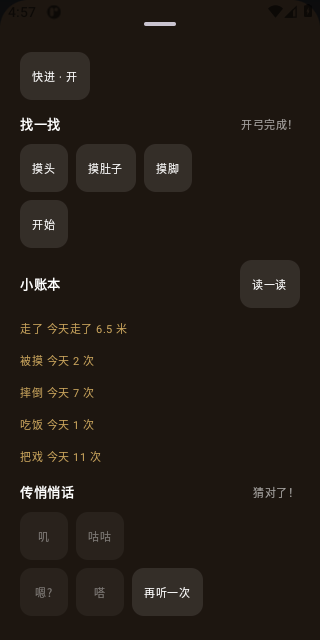 4:57
快进 · 开
找一找 开弓完成！
摸头 摸肚子 摸脚
开始
小账本 读一读
走了 今天走了 6.5 米
被摸 今天 2 次
摔倒 今天 7 次
吃饭 今天 1 次
把戏 今天 11 次
传悄悄话 猜对了！
叽 咕咕
嗯？ 嗒
再听一次